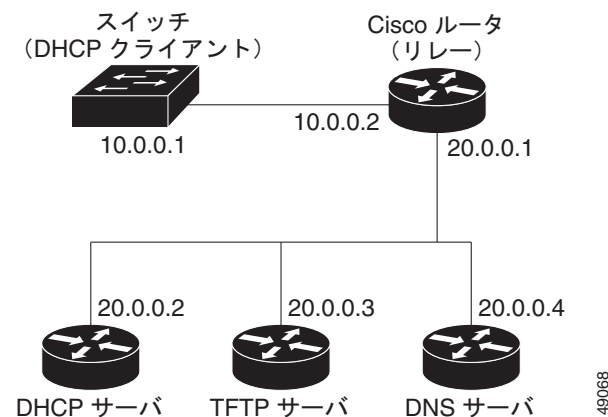 スイッチ
（DHCP クライアント）
Cisco ルータ
（リレー）
10.0.0.1
10.0.0.2
20.0.0.1
20.0.0.2
20.0.0.3
20.0.0.4
DHCP サーバ
TFTP サーバ
DNS サーバ
49068